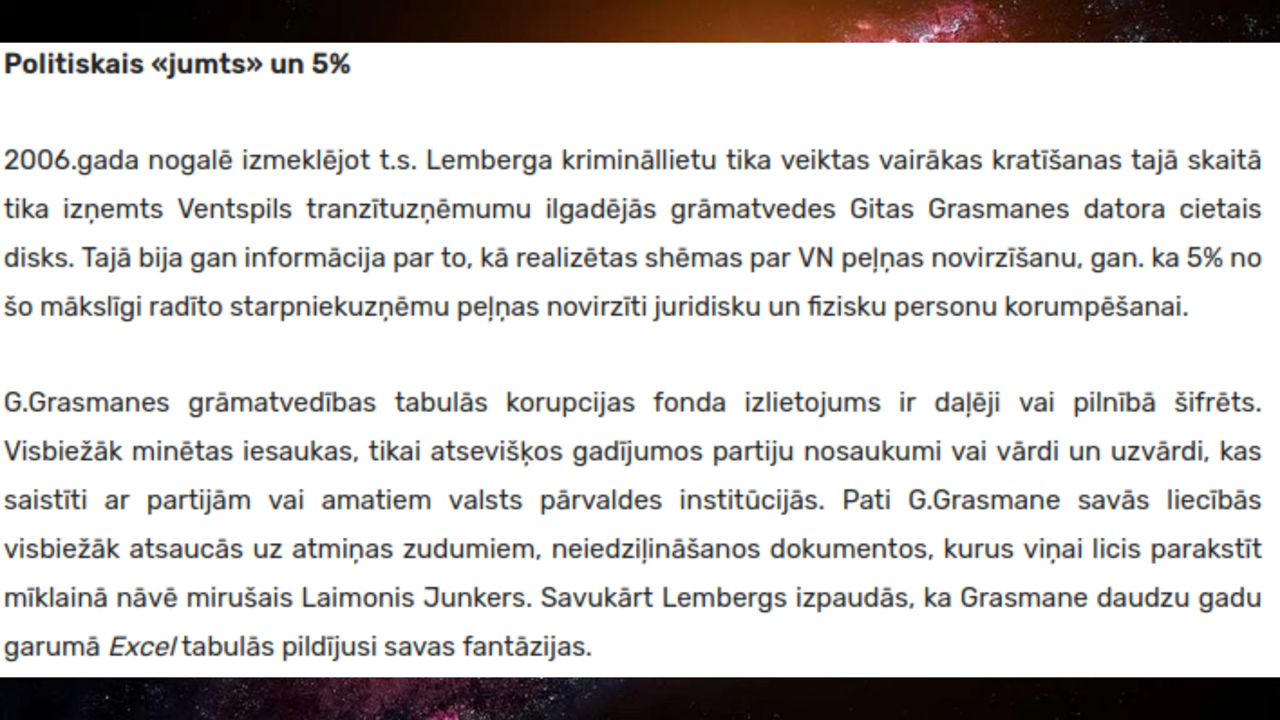 Politiskais «jumts» un 5%
2006.gada nogalē izmeklējot t.s. Lemberga krimināllietu tika veiktas vairākas kratīšanas tajā skaitā
tika izņemts Ventspils tranzītuzņēmumu ilgadējās grāmatvedes Gitas Grasmanes datora cietais
disks. Tajā bija gan informācija par to, kā realizētas shēmas par VN peļņas novirzīšanu, gan. ka 5% no
šo mākslīgi radīto starpniekuzņēmu peļņas novirzīti juridisku un fizisku personu korumpēšanai.
G.Grasmanes grāmatvedības tabulās korupcijas fonda izlietojums ir daļēji vai pilnībā šifrēts.
Visbiežāk minētas iesaukas, tikai atsevišķos gadījumos partiju nosaukumi vai vārdi un uzvārdi, kas
saistīti ar partijām vai amatiem valsts pārvaldes institūcijās. Pati G.Grasmane savās liecībās
visbiežāk atsaucās uz atmiņas zudumiem, neiedziļināšanos dokumentos, kurus viņai licis parakstīt
mīklainā nāvē mirušais Laimonis Junkers. Savukārt Lembergs izpaudās, ka Grasmane daudzu gadu
garumā Excel tabulās pildījusi savas fantāzijas.